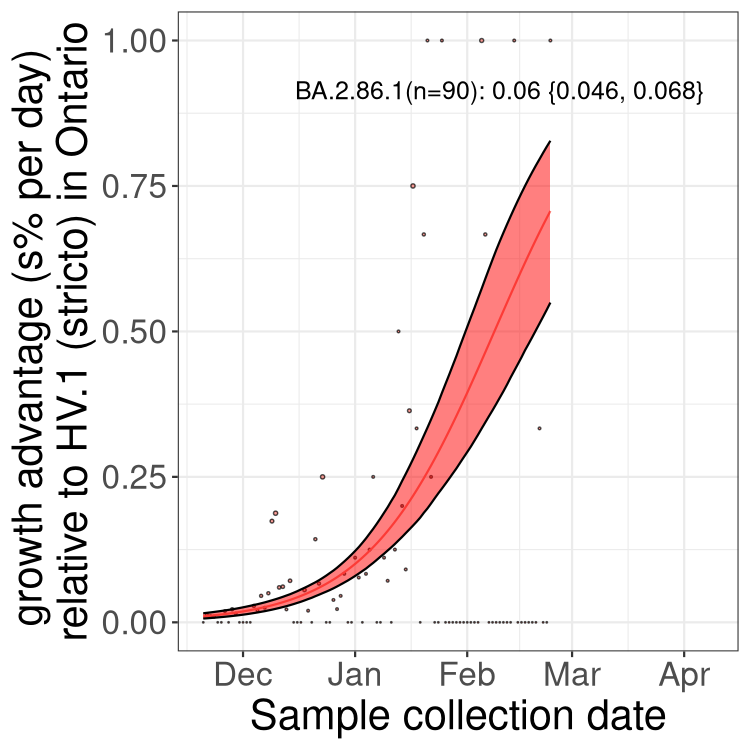 growth advantage (s% per day)
relative to HV.1 (stricto) in Ontario
1.00
0.75
0.50
0.25
0.00
BA.2.86.1(n=90): 0.06 {0.046, 0.068}
Dec Jan Feb Mar Apr
Sample collection date